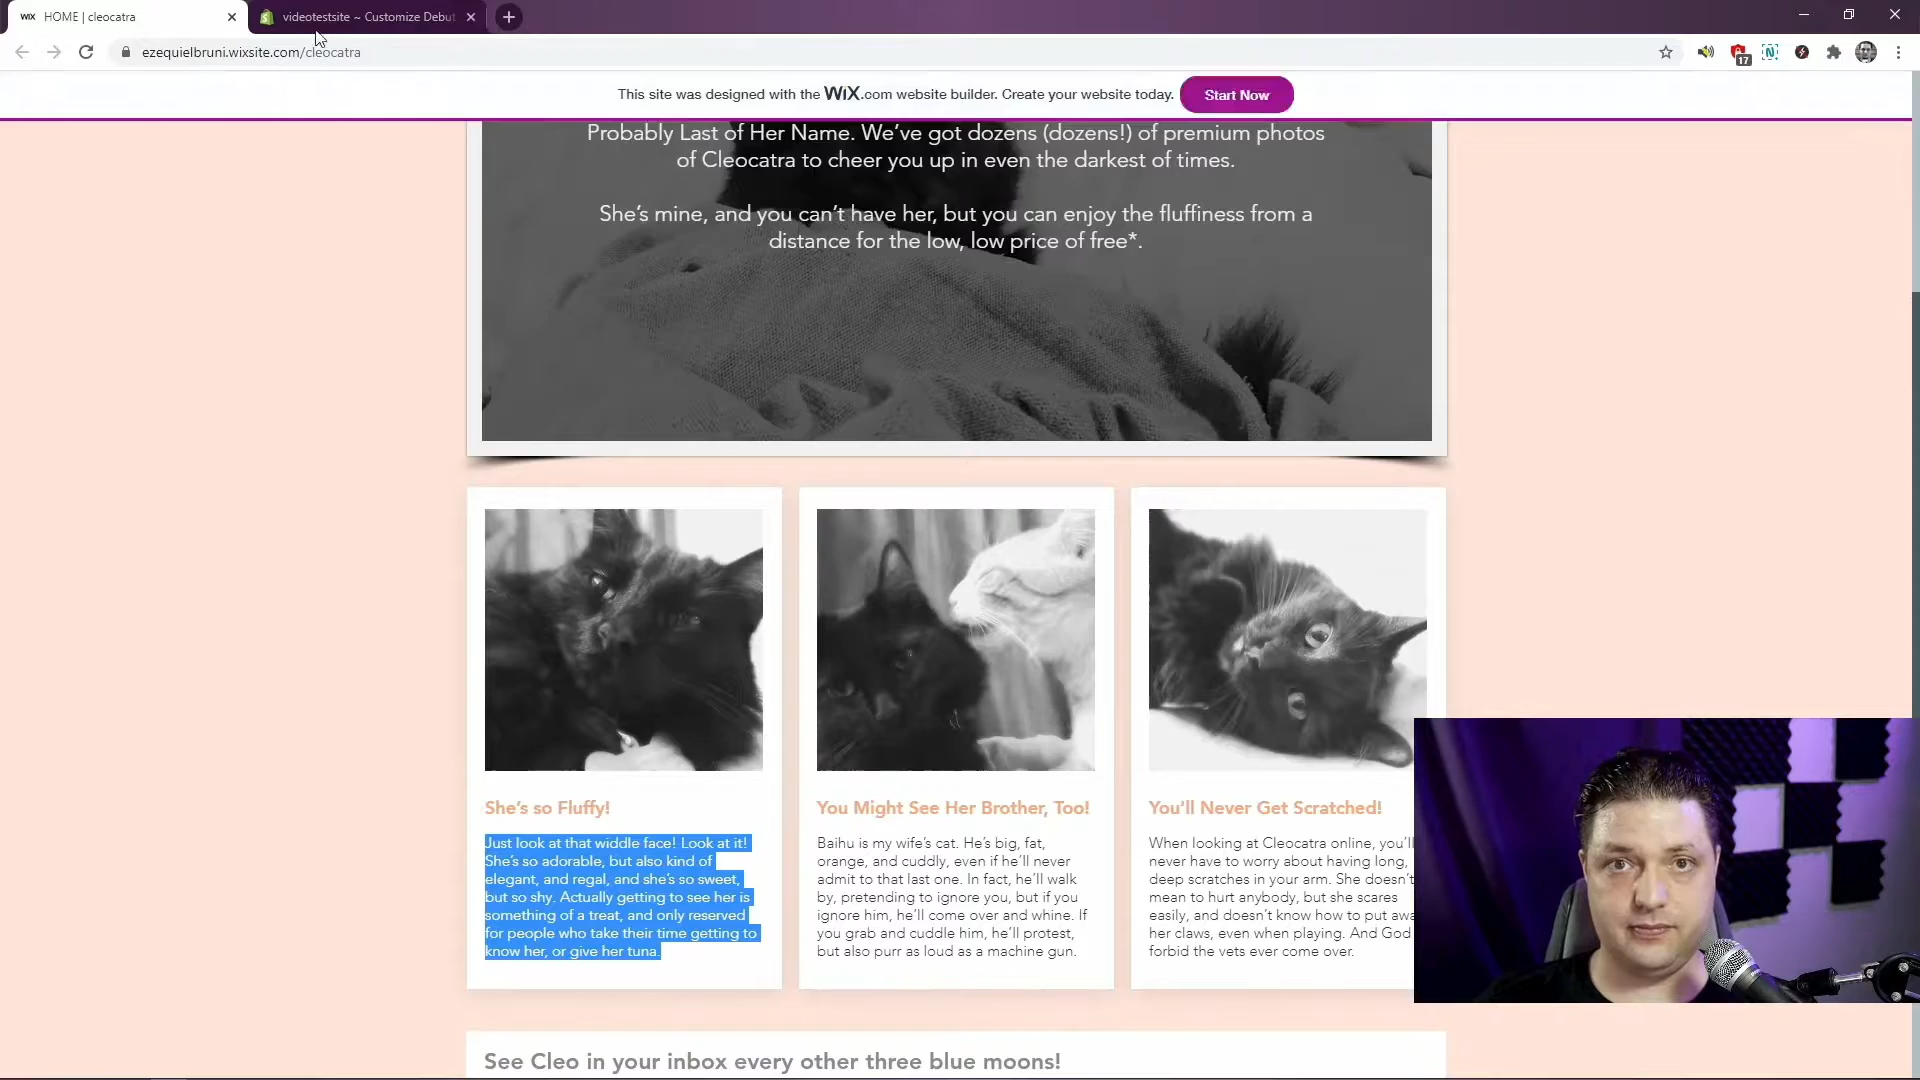 WiX HOME | cleocatra
videotestsite ~ Customize Debut
ezequielbruni.wixsite.com/cleocatra
17
N
This site was designed with the WiX.com website builder. Create your website today.
Start Now
Probably Last of Her Name. We've got dozens (dozens!) of premium photos
of Cleocatra to cheer you up in even the darkest of times.
She's mine, and you can't have her, but you can enjoy the fluffiness from a
distance for the low, low price of free*.
She's so Fluffy!
Just look at that widdle face! Look at it!
She's so adorable, but also kind of
elegant, and regal, and she's so sweet,
but so shy. Actually getting to see her is
something of a treat, and only reserved
for people who take their time getting to
know her, or give her tuna.
You Might See Her Brother, Too!
Baihu is my wife's cat. He's big, fat,
orange, and cuddly, even if he'll never
admit to that last one. In fact, he'll walk
by, pretending to ignore you, but if you
ignore him, he'll come over and whine. If
you grab and cuddle him, he'll protest,
but also purr as loud as a machine gun.
You'll Never Get Scratched!
When looking at Cleocatra online, you'll
never have to worry about having long,
deep scratches in your arm. She doesn't
mean to hurt anybody, but she scares
easily, and doesn't know how to put awa
her claws, even when playing. And God
forbid the vets ever come over.
See Cleo in your inbox every other three blue moons!